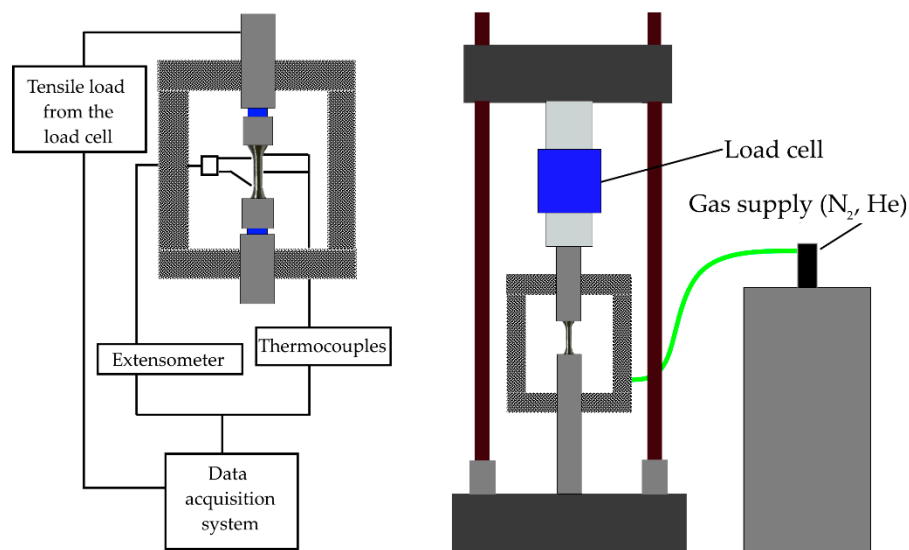 Tensile load
from the
load cell
Extensometer
Thermocouples
Data
acquisition
system
Load cell
Gas supply (N₂, He)